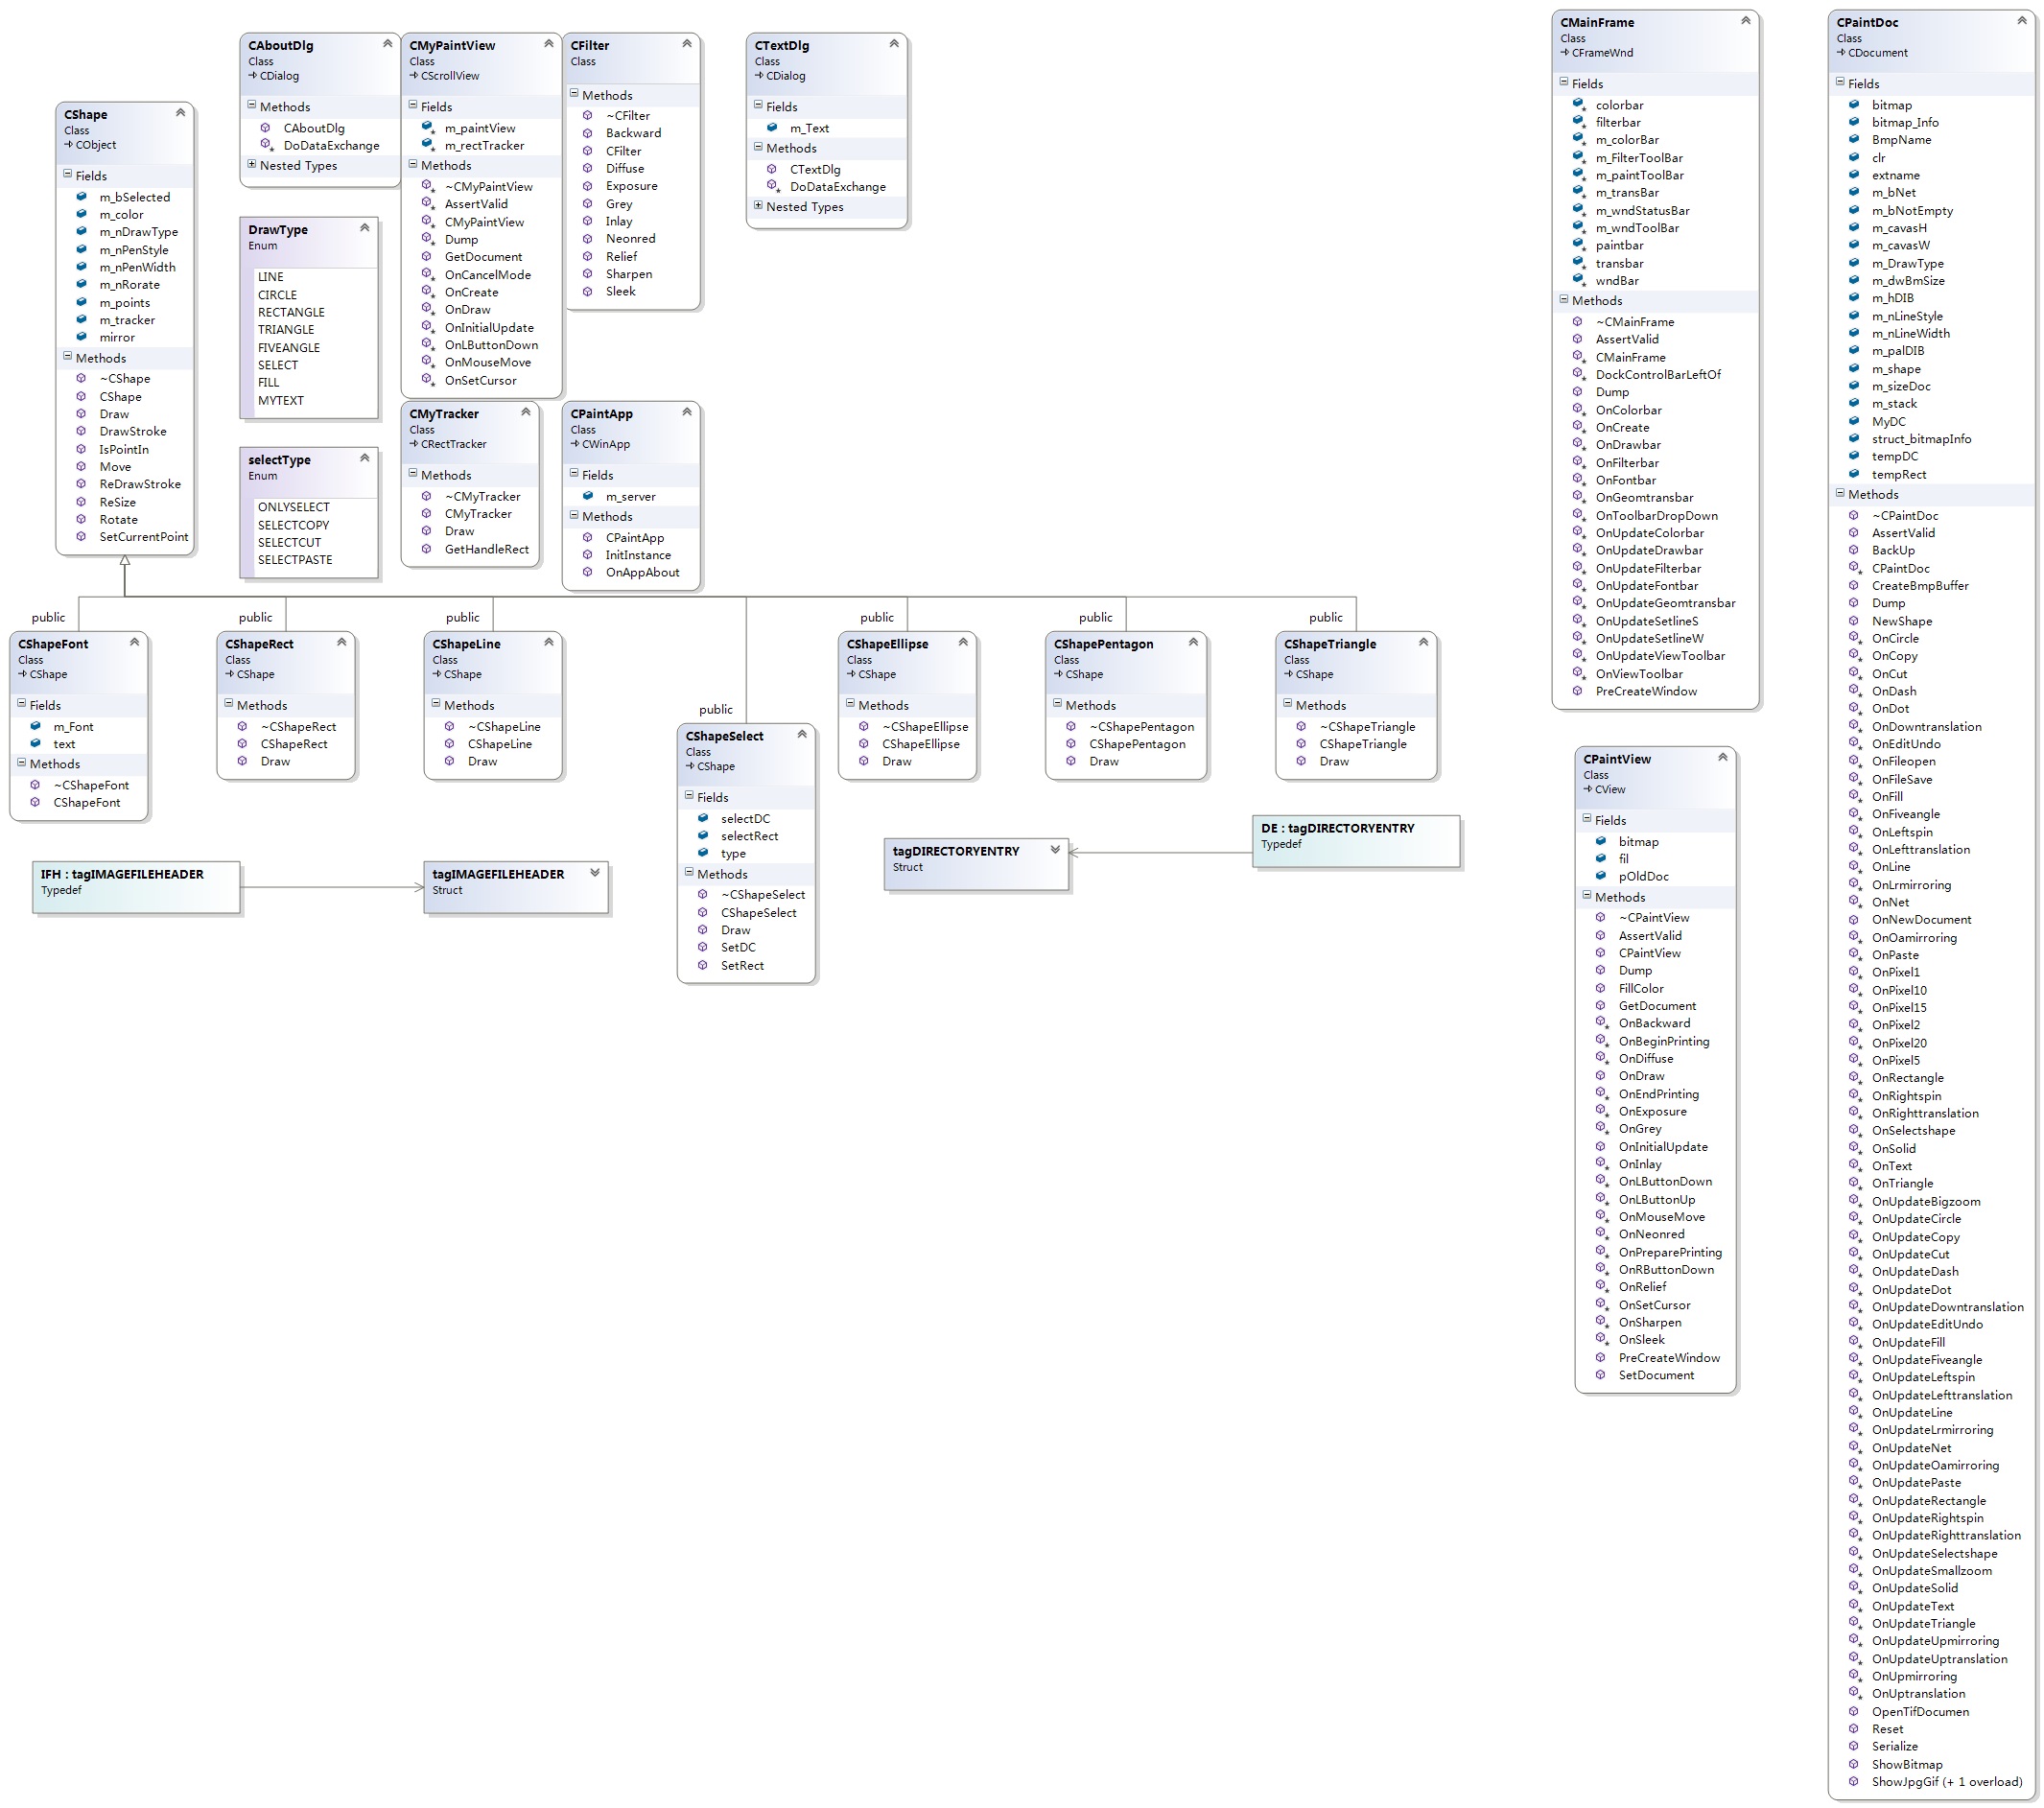 CShape
Class
CObject
Fields
m_bSelected
m_color
m_nDrawType
m_nPenStyle
m_nPenWidth
m_nRorate
m_points
m_tracker
mirror
Methods
~CShape
CShape
Draw
DrawStroke
IsPointIn
Move
ReDrawStroke
ReSize
Rotate
SetCurrentPoint
CAboutDlg
Class
CDialog
Methods
CAboutDlg
DoDataExchange
Nested Types
DrawType
Enum
LINE
CIRCLE
RECTANGLE
TRIANGLE
FIVEANGLE
SELECT
FILL
MYTEXT
selectType
Enum
ONLYSELECT
SELECTCOPY
SELECTCUT
SELECTPASTE
CMyPaintView
Class
CScrollView
Fields
m_paintView
m_rectTracker
Methods
~CMyPaintView
AssertValid
CMyPaintView
Dump
GetDocument
OnCancelMode
OnCreate
OnDraw
OnInitialUpdate
OnLButtonDown
OnMouseMove
OnSetCursor
CMyTracker
Class
CRectTracker
Methods
~CMyTracker
CMyTracker
Draw
GetHandleRect
CFilter
Class
Methods
~CFilter
Backward
CFilter
Diffuse
Exposure
Grey
Inlay
Neonred
Relief
Sharpen
Sleek
CPaintApp
Class
CWinApp
Fields
m_server
Methods
CPaintApp
InitInstance
OnAppAbout
CTextDlg
Class
CDialog
Fields
m_Text
Methods
CTextDlg
DoDataExchange
Nested Types
public
CShapeFont
Class
CShape
Fields
m_Font
text
Methods
~CShapeFont
CShapeFont
public
CShapeRect
Class
CShape
Methods
~CShapeRect
CShapeRect
Draw
public
CShapeLine
Class
CShape
Methods
~CShapeLine
CShapeLine
Draw
public
CShapeSelect
Class
CShape
Fields
selectDC
selectRect
type
Methods
~CShapeSelect
CShapeSelect
Draw
SetDC
SetRect
public
CShapeEllipse
Class
CShape
Methods
~CShapeEllipse
CShapeEllipse
Draw
public
CShapePentagon
Class
CShape
Methods
~CShapePentagon
CShapePentagon
Draw
public
CShapeTriangle
Class
CShape
Methods
~CShapeTriangle
CShapeTriangle
Draw
IFH : tagIMAGEFILEHEADER
Typedef
tagIMAGEFILEHEADER
Struct
tagDIRECTORYENTRY
Struct
DE : tagDIRECTORYENTRY
Typedef
CMainFrame
Class
CFrameWnd
Fields
colorbar
filterbar
m_colorBar
m_FilterToolBar
m_paintToolBar
m_transBar
m_wndStatusBar
m_wndToolBar
paintbar
transbar
wndBar
Methods
~CMainFrame
AssertValid
CMainFrame
DockControlBarLeftOf
Dump
OnColorbar
OnCreate
OnDrawbar
OnFilterbar
OnFontbar
OnGeomtransbar
OnToolbarDropDown
OnUpdateColorbar
OnUpdateDrawbar
OnUpdateFilterbar
OnUpdateFontbar
OnUpdateGeomtransbar
OnUpdateSetlineS
OnUpdateSetlineW
OnUpdateViewToolbar
OnViewToolbar
PreCreateWindow
CPaintView
Class
CView
Fields
bitmap
fil
pOldDoc
Methods
~CPaintView
AssertValid
CPaintView
Dump
FillColor
GetDocument
OnBackward
OnBeginPrinting
OnDiffuse
OnDraw
OnEndPrinting
OnExposure
OnGrey
OnInitialUpdate
OnInlay
OnLButtonDown
OnLButtonUp
OnMouseMove
OnNeonred
OnPreparePrinting
OnRButtonDown
OnRelief
OnSetCursor
OnSharpen
OnSleek
PreCreateWindow
SetDocument
CPaintDoc
Class
CDocument
Fields
bitmap
bitmap_Info
BmpName
clr
extname
m_bNet
m_bNotEmpty
m_cavasH
m_cavasW
m_DrawType
m_dwBmSize
m_hDIB
m_nLineStyle
m_nLineWidth
m_palDIB
m_shape
m_sizeDoc
m_stack
MyDC
struct_bitmapInfo
tempDC
tempRect
Methods
~CPaintDoc
AssertValid
BackUp
CPaintDoc
CreateBmpBuffer
Dump
NewShape
OnCircle
OnCopy
OnCut
OnDash
OnDot
OnDowntranslation
OnEditUndo
OnFileopen
OnFileSave
OnFill
OnFiveangle
OnLeftspin
OnLefttranslation
OnLine
OnLrmirroring
OnNet
OnNewDocument
OnOamirroring
OnPaste
OnPixel1
OnPixel10
OnPixel15
OnPixel2
OnPixel20
OnPixel5
OnRectangle
OnRightspin
OnRighttranslation
OnSelectshape
OnSolid
OnText
OnTriangle
OnUpdateBigzoom
OnUpdateCircle
OnUpdateCopy
OnUpdateCut
OnUpdateDash
OnUpdateDot
OnUpdateDowntranslation
OnUpdateEditUndo
OnUpdateFill
OnUpdateFiveangle
OnUpdateLeftspin
OnUpdateLefttranslation
OnUpdateLine
OnUpdateLrmirroring
OnUpdateNet
OnUpdateOamirroring
OnUpdatePaste
OnUpdateRectangle
OnUpdateRightspin
OnUpdateRighttranslation
OnUpdateSelectshape
OnUpdateSmallzoom
OnUpdateSolid
OnUpdateText
OnUpdateTriangle
OnUpdateUpmirroring
OnUpdateUptranslation
OnUpmirroring
OnUptranslation
OpenTifDocumen
Reset
Serialize
ShowBitmap
ShowJpgGif (+ 1 overload)